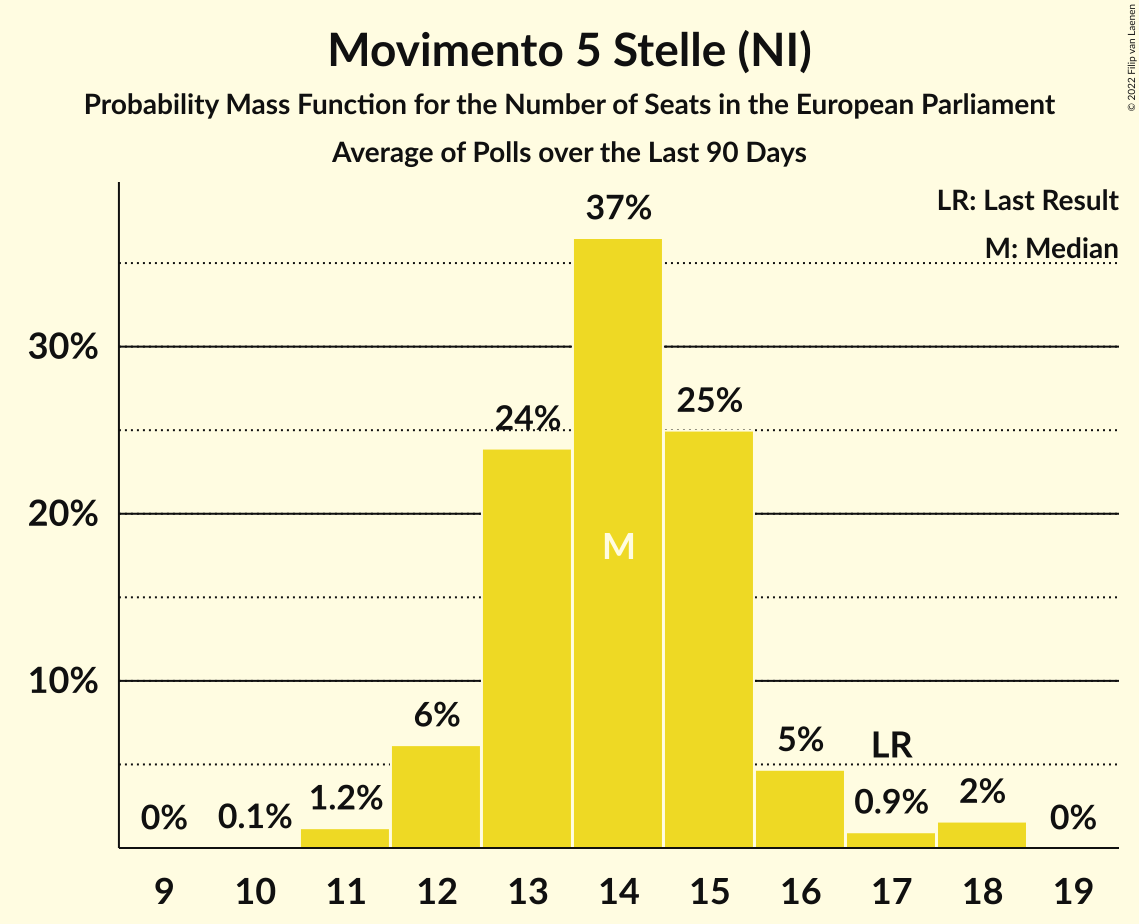 Movimento 5 Stelle (NI)
Probability Mass Function for the Number of Seats in the European Parliament
Average of Polls over the Last 90 Days
© 2022 Filip van Laenen
LR: Last Result
M: Median
37%
30%
25%
24%
20%
M
10%
6%
5%
LR
2%
1.2%
0.9%
0%
0.1%
0%
9 10 11 12 13 14 15 16 17 18 19